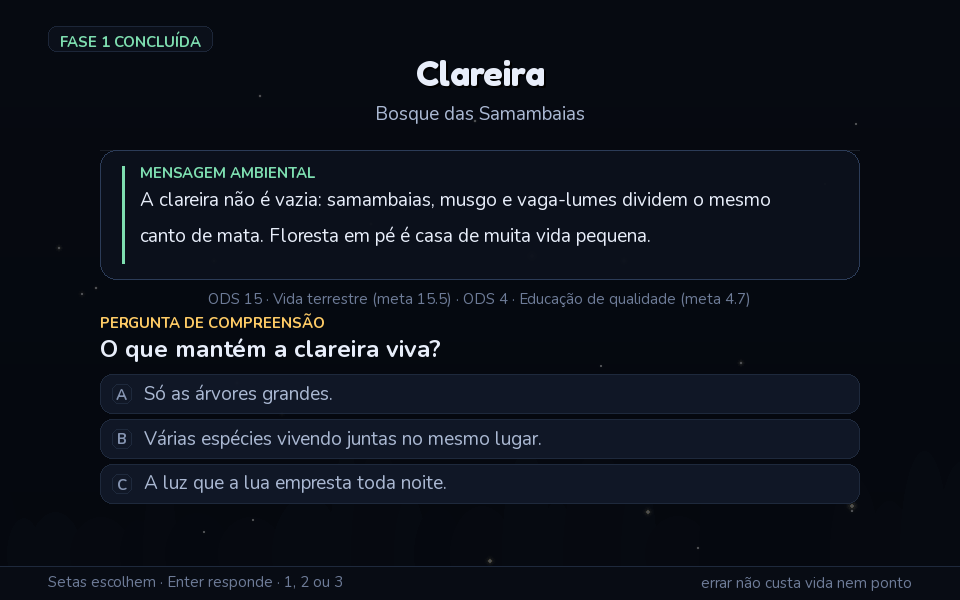 FASE 1 CONCLUÍDA
Clareira
Bosque das Samambaias
MENSAGEM AMBIENTAL
A clareira não é vazia: samambaias, musgo e vaga-lumes dividem o mesmo
canto de mata. Floresta em pé é casa de muita vida pequena.
ODS 15 · Vida terrestre (meta 15.5) · ODS 4 · Educação de qualidade (meta 4.7)
PERGUNTA DE COMPREENSÃO
O que mantém a clareira viva?
A Só as árvores grandes.
B Várias espécies vivendo juntas no mesmo lugar.
C A luz que a lua empresta toda noite.
Setas escolhem · Enter responde · 1, 2 ou 3
errar não custa vida nem ponto